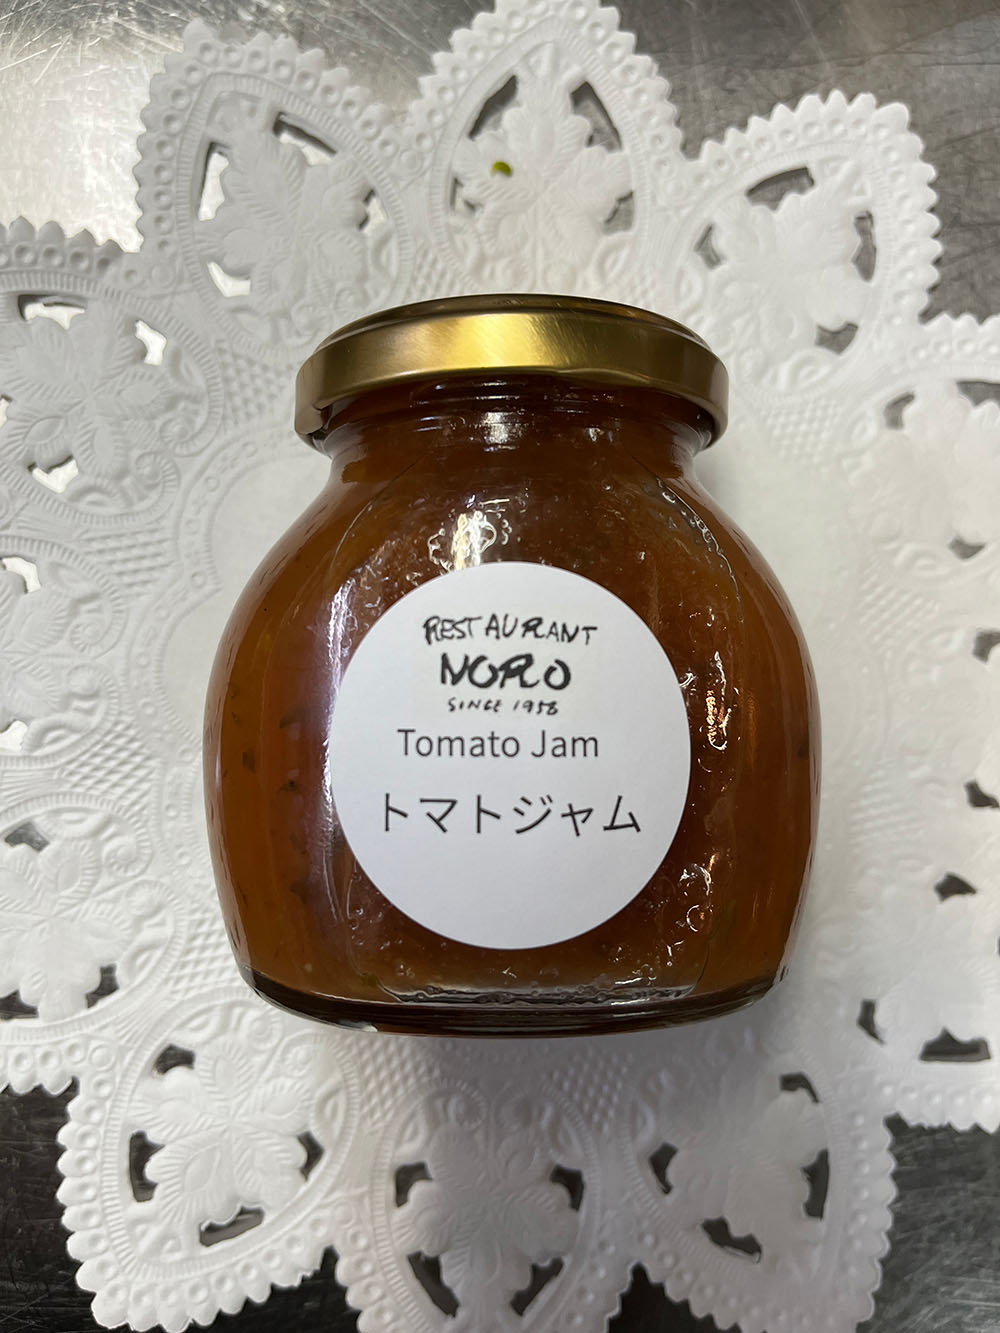 RESTAURANT
NORO
SINCE 1958
Tomato Jam
トマトジャム